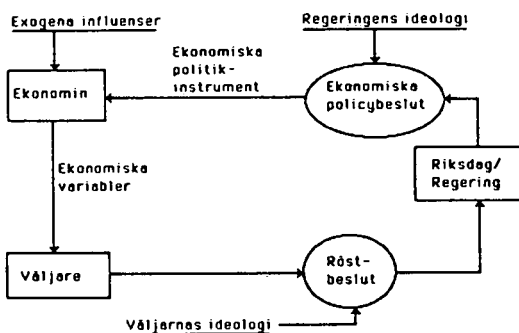 Exogena influenser
Regeringens ideologi
Ekonomiska
politik-
instrument
Ekonomin
Ekonomiska
policybeslut
Riksdag/
Regering
Ekonomiska
variabler
Väljare
Röst-
beslut
Väljarnas ideologi